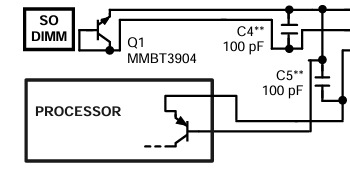 SO
DIMM
Q1
MMBT3904
C4**
100 pF
C5**
100 pF
PROCESSOR